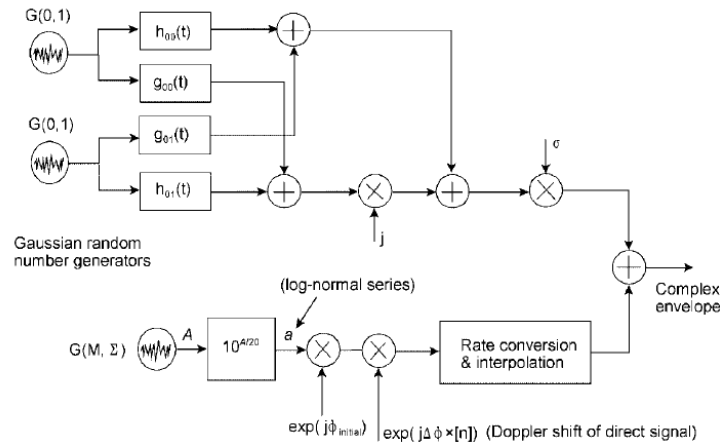 G(0,1)
h₀₀(t)
g₀₀(t)
G(0,1)
g₀₁(t)
h₀₁(t)
σ
j
Gaussian random
number generators
Complex
envelope
(log-normal series)
G(M, Σ)
A
10^A/20
a
Rate conversion
& interpolation
exp(jϕinitial)
exp(jΔϕ×[n]) (Doppler shift of direct signal)